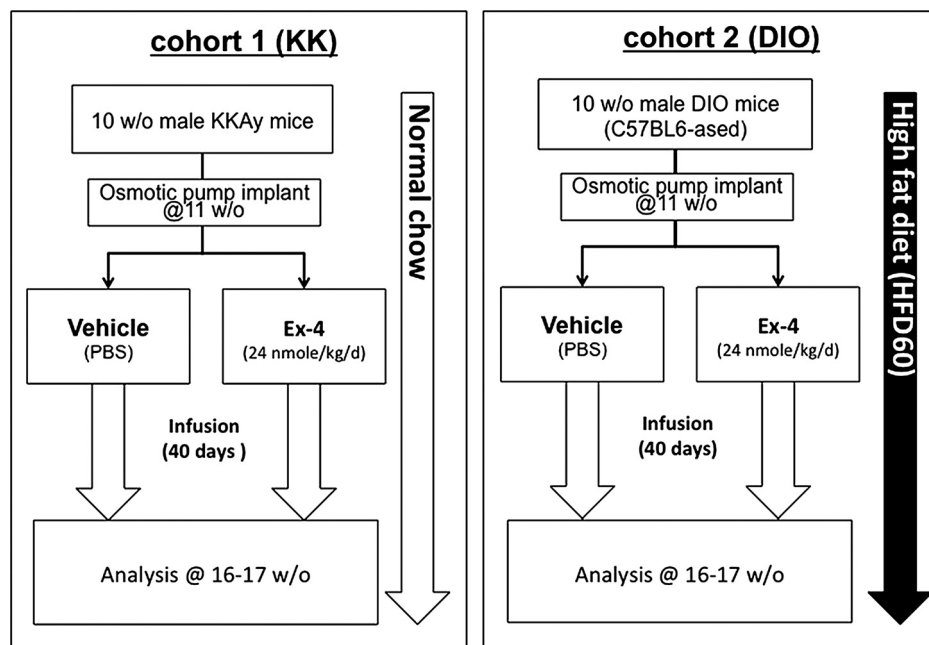 cohort 1 (KK)
10 w/o male KKAy mice
Osmotic pump implant
@11 w/o
Vehicle
(PBS)
Ex-4
(24 nmole/kg/d)
Infusion
(40 days )
Analysis @ 16-17 w/o
Normal chow
cohort 2 (DIO)
10 w/o male DIO mice
(C57BL6-ased)
Osmotic pump implant
@11 w/o
Vehicle
(PBS)
Ex-4
(24 nmole/kg/d)
Infusion
(40 days)
Analysis @ 16-17 w/o
High fat diet (HFD60)